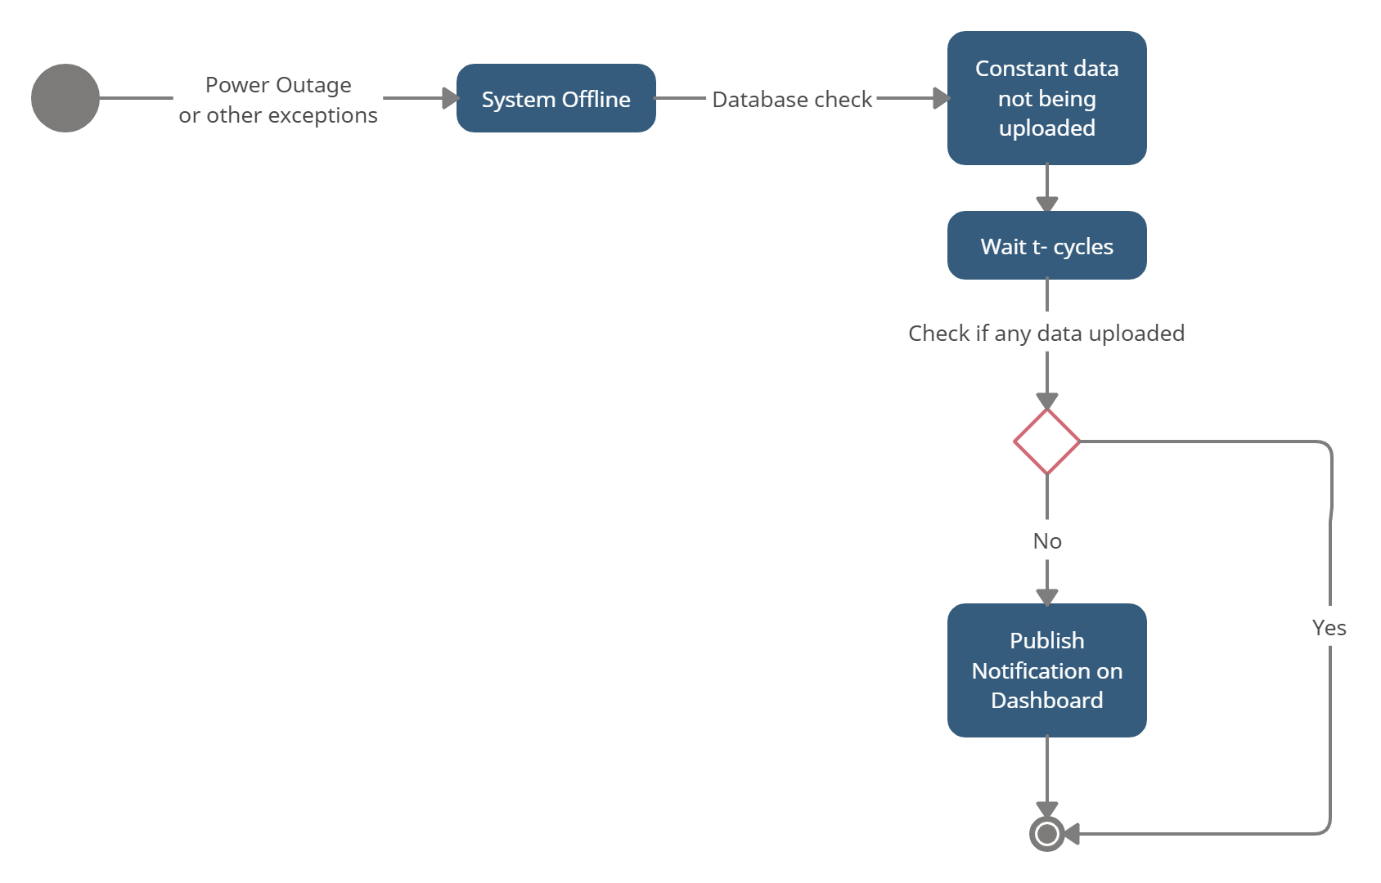 Power Outage
or other exceptions
System Offline
Database check
Constant data
not being
uploaded
Wait t- cycles
Check if any data uploaded
No
Yes
Publish
Notification on
Dashboard